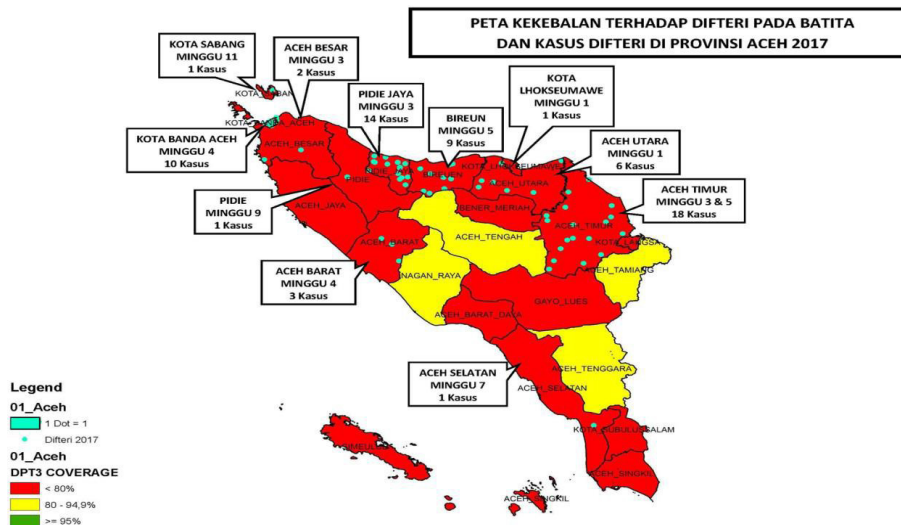 PETA KEKEBALAN TERHADAP DIFTERI PADA BATITA
DAN KASUS DIFTERI DI PROVINSI ACEH 2017
KOTA SABANG
MINGGU 11
1 Kasus
ACEH BESAR
MINGGU 3
2 Kasus
PIDIE JAYA
MINGGU 3
14 Kasus
BIREUN
MINGGU 5
9 Kasus
KOTA
LHOKSEUMAWE
MINGGU 1
1 Kasus
ACEH UTARA
MINGGU 1
6 Kasus
KOTA BANDA ACEH
MINGGU 4
10 Kasus
PIDIE
MINGGU 9
1 Kasus
ACEH TIMUR
MINGGU 3 & 5
18 Kasus
ACEH BARAT
MINGGU 4
3 Kasus
ACEH SELATAN
MINGGU 7
1 Kasus
ACEH_BESAR
PIDIE
PIDIE_JAYA
BIREUEN
ACEH_UTARA
BENER_MERIAH
ACEH_JAYA
ACEH_TENGAH
ACEH_TIMUR
KOTA_LANGSA
ACEH_BARAT
NAGAN_RAYA
ACEH_TAMIANG
GAYO_LUES
ACEH_BARAT_DAYA
ACEH_TENGGARA
ACEH_SELATAN
KOTA_SUBULUSSALAM
ACEH_SINGKIL
ACEH_SINGKIL
Legend
01_Aceh
1 Dot = 1
Difteri 2017
01_Aceh
DPT3 COVERAGE
< 80%
80 - 94,9%
>= 95%